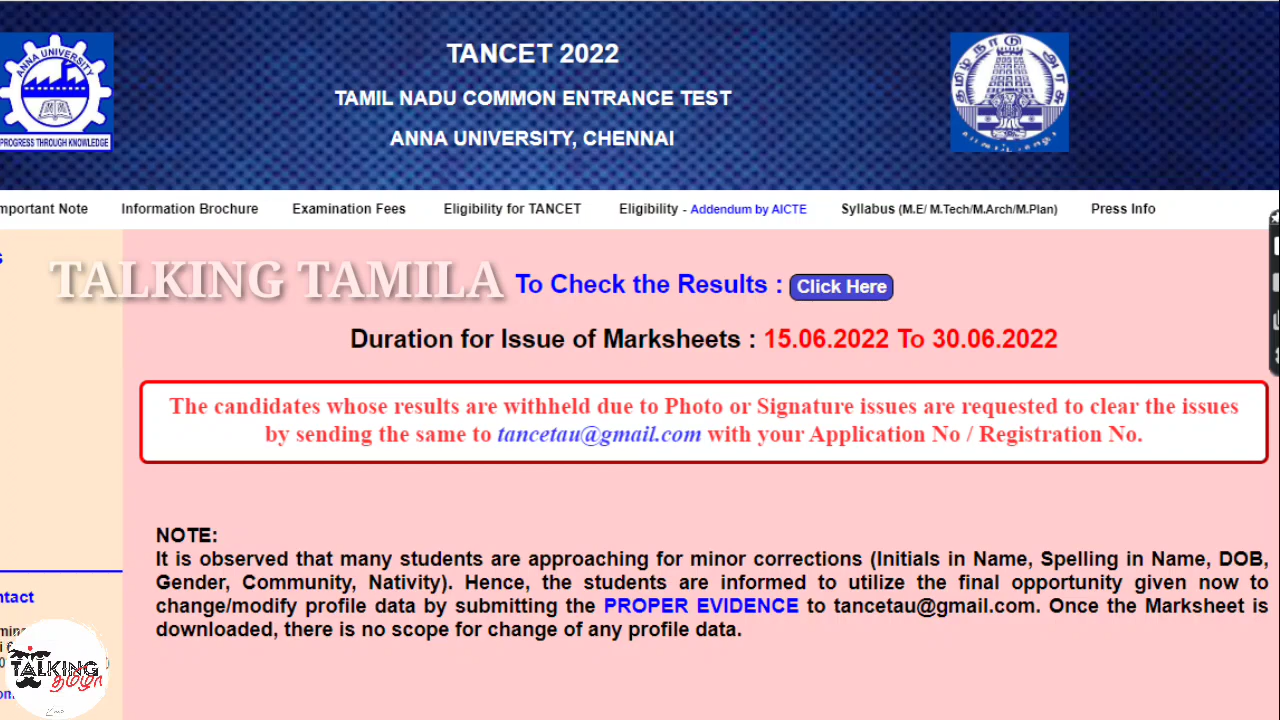 ANNA UNIVERSITY
PROGRESS THROUGH KNOWLEDGE
TANCET 2022
TAMIL NADU COMMON ENTRANCE TEST
ANNA UNIVERSITY, CHENNAI
தமிழ்நாடு அரசு
mportant Note Information Brochure Examination Fees Eligibility for TANCET Eligibility - Addendum by AICTE Syllabus (M.E/ M.Tech/M.Arch/M.Plan) Press Info
s
TALKING TAMILA
To Check the Results : Click Here
Duration for Issue of Marksheets : 15.06.2022 To 30.06.2022
The candidates whose results are withheld due to Photo or Signature issues are requested to clear the issues
by sending the same to tancetau@gmail.com with your Application No / Registration No.
NOTE:
It is observed that many students are approaching for minor corrections (Initials in Name, Spelling in Name, DOB,
Gender, Community, Nativity). Hence, the students are informed to utilize the final opportunity given now to
change/modify profile data by submitting the PROPER EVIDENCE to tancetau@gmail.com. Once the Marksheet is
downloaded, there is no scope for change of any profile data.
ntact
TALKING
தமிழா